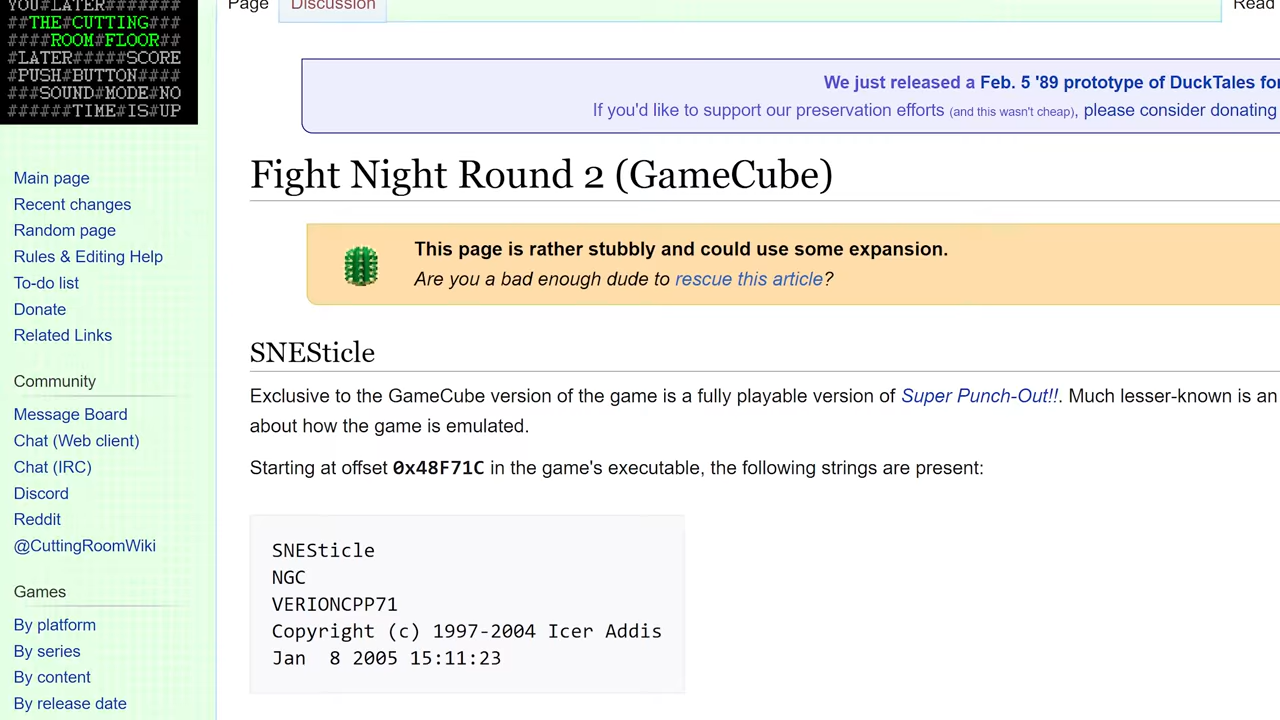 YOU#LATER#######
##THE#CUTTING###
####ROOM#FLOOR##
#LATER#####SCORE
#PUSH#BUTTON####
###SOUND#MODE#NO
######TIME#IS#UP
Page
Discussion
Read
We just released a Feb. 5 '89 prototype of DuckTales for
If you'd like to support our preservation efforts (and this wasn't cheap), please consider donating
Fight Night Round 2 (GameCube)
This page is rather stubbly and could use some expansion.
Are you a bad enough dude to rescue this article?
Main page
Recent changes
Random page
Rules & Editing Help
To-do list
Donate
Related Links
Community
Message Board
Chat (Web client)
Chat (IRC)
Discord
Reddit
@CuttingRoomWiki
Games
By platform
By series
By content
By release date
SNESticle
Exclusive to the GameCube version of the game is a fully playable version of Super Punch-Out!!. Much lesser-known is an
about how the game is emulated.
Starting at offset 0x48F71C in the game's executable, the following strings are present:
SNESticle
NGC
VERIONCPP71
Copyright (c) 1997-2004 Icer Addis
Jan  8 2005 15:11:23